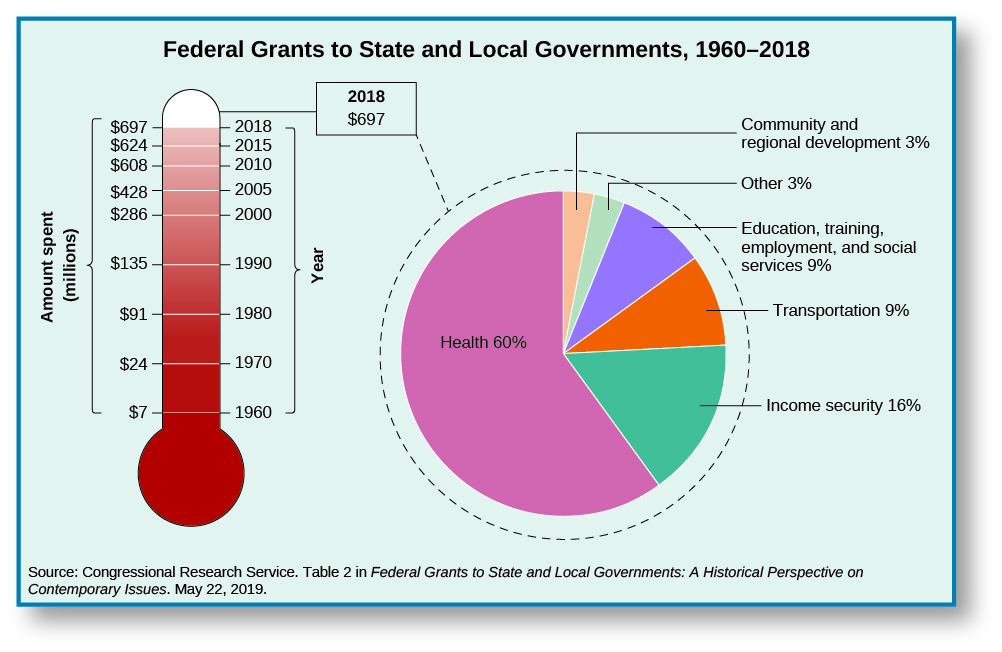 Federal Grants to State and Local Governments, 1960–2018
2018
$697
Amount spent
(millions)
$697
$624
$608
$428
$286
$135
$91
$24
$7
2018
2015
2010
2005
2000
1990
1980
1970
1960
Year
Community and
regional development 3%
Other 3%
Education, training,
employment, and social
services 9%
Transportation 9%
Income security 16%
Health 60%
Source: Congressional Research Service. Table 2 in Federal Grants to State and Local Governments: A Historical Perspective on
Contemporary Issues. May 22, 2019.